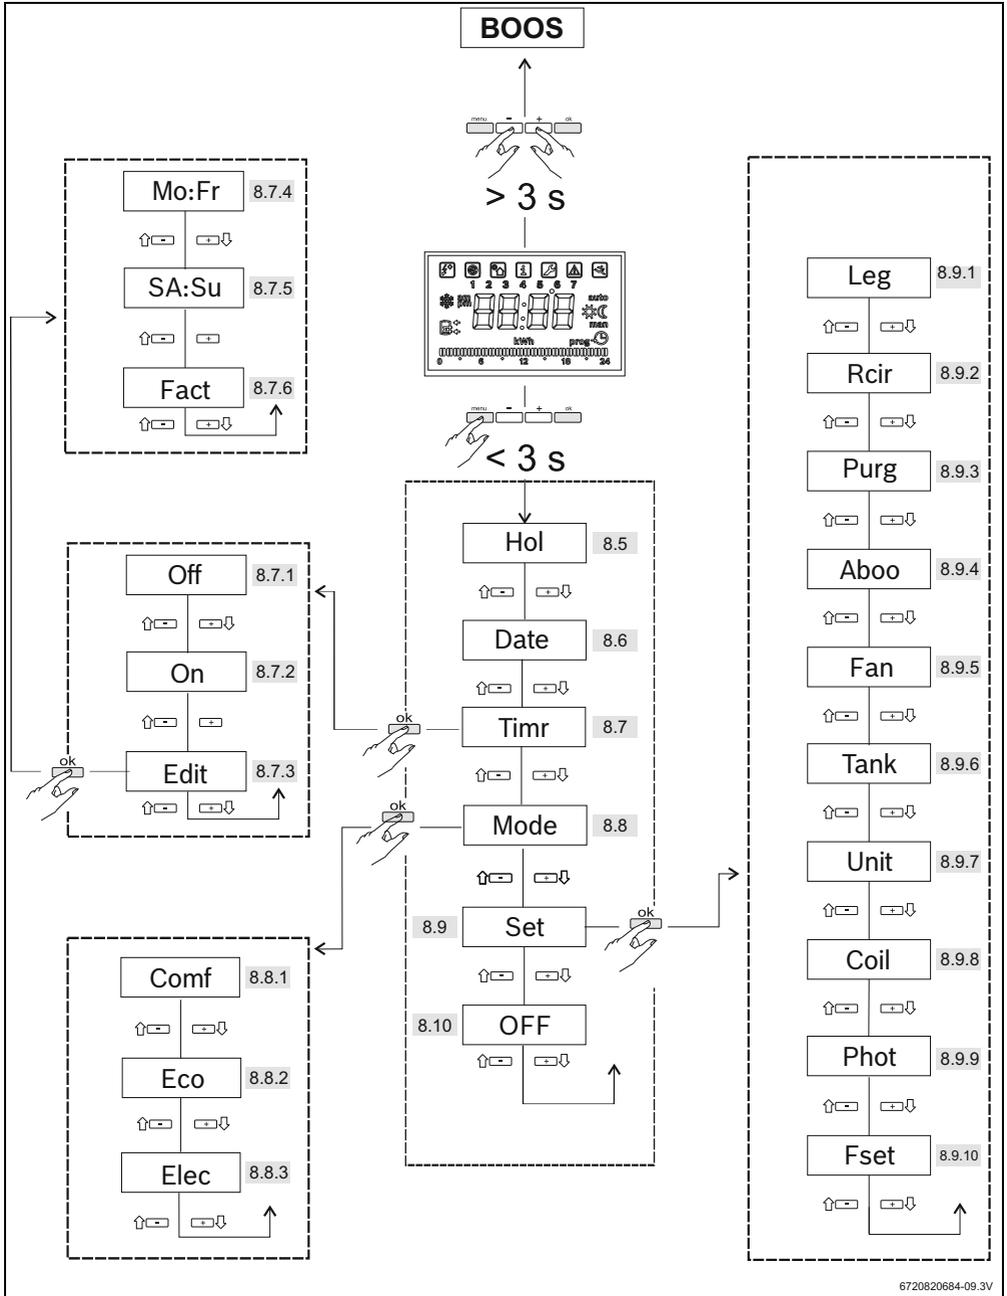 BOOS
menu - + ok
> 3 s
1 2 3 4 5 6 7
am
pm
88:88
auto
man
kWh
prog
0 6 12 18 24
menu - + ok
< 3 s
Mo:Fr 8.7.4
- +
SA:Su 8.7.5
- +
Fact 8.7.6
- +
Off 8.7.1
- +
On 8.7.2
- +
Edit 8.7.3
ok
- +
Comf 8.8.1
- +
Eco 8.8.2
- +
Elec 8.8.3
- +
Hol 8.5
- +
Date 8.6
- +
ok
Timr 8.7
- +
ok
Mode 8.8
- +
8.9 Set
ok
- +
8.10 OFF
- +
Leg 8.9.1
- +
Rcir 8.9.2
- +
Purg 8.9.3
- +
Aboo 8.9.4
- +
Fan 8.9.5
- +
Tank 8.9.6
- +
Unit 8.9.7
- +
Coil 8.9.8
- +
Phot 8.9.9
- +
Fset 8.9.10
- +
6720820684-09.3V